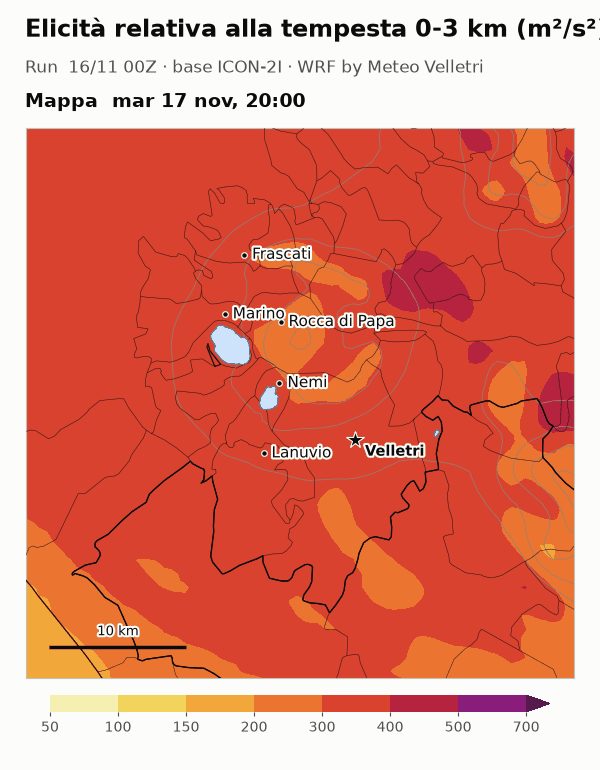 Elicità relativa alla tempesta 0-3 km (m²/s²)
Run 16/11 00Z · base ICON-2I · WRF by Meteo Velletri
Mappa mar 17 nov, 20:00
Frascati
Marino
Rocca di Papa
Nemi
Velletri
Lanuvio
10 km
50 100 150 200 300 400 500 700